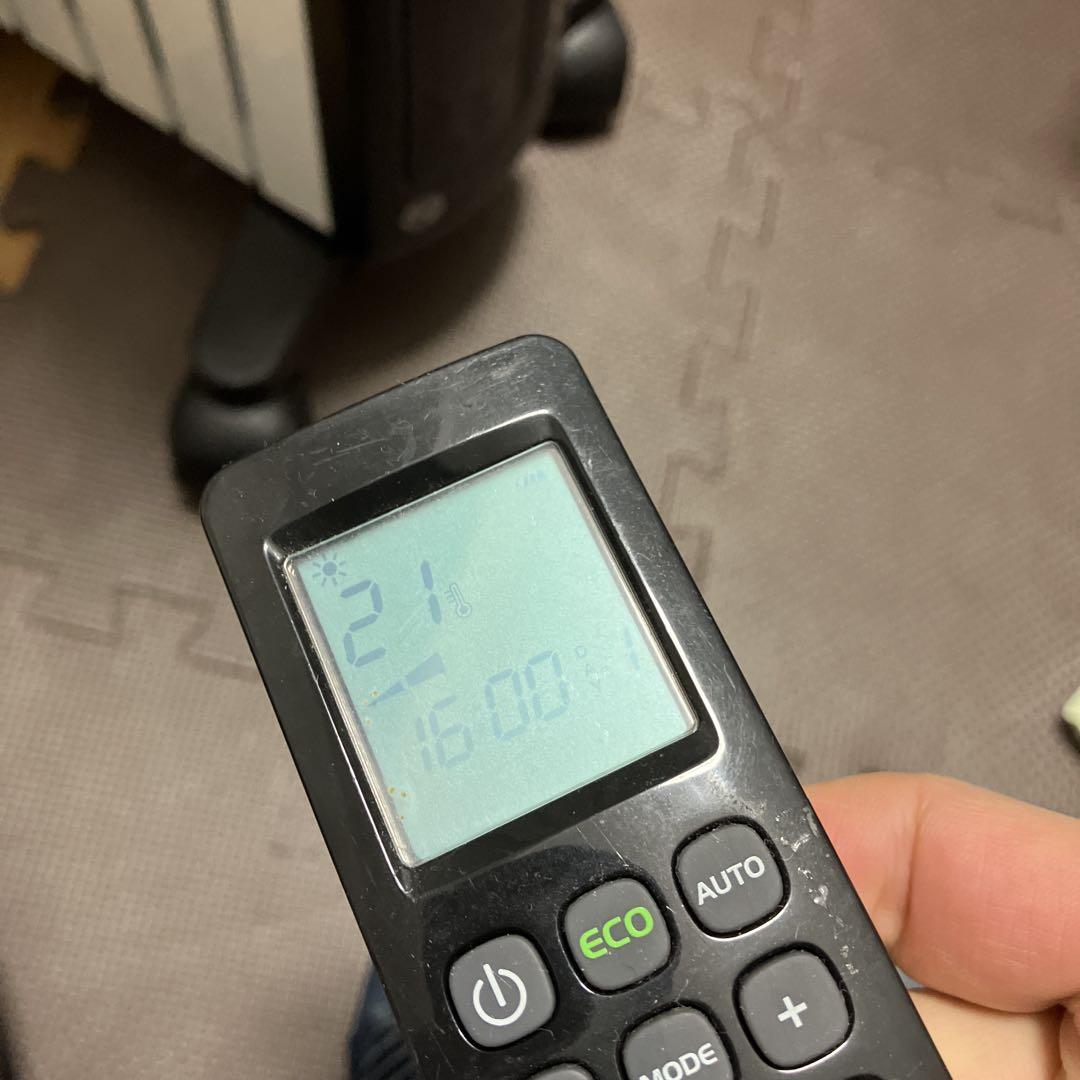 21
16:00 DAY 1
AUTO
ECO
+
MODE